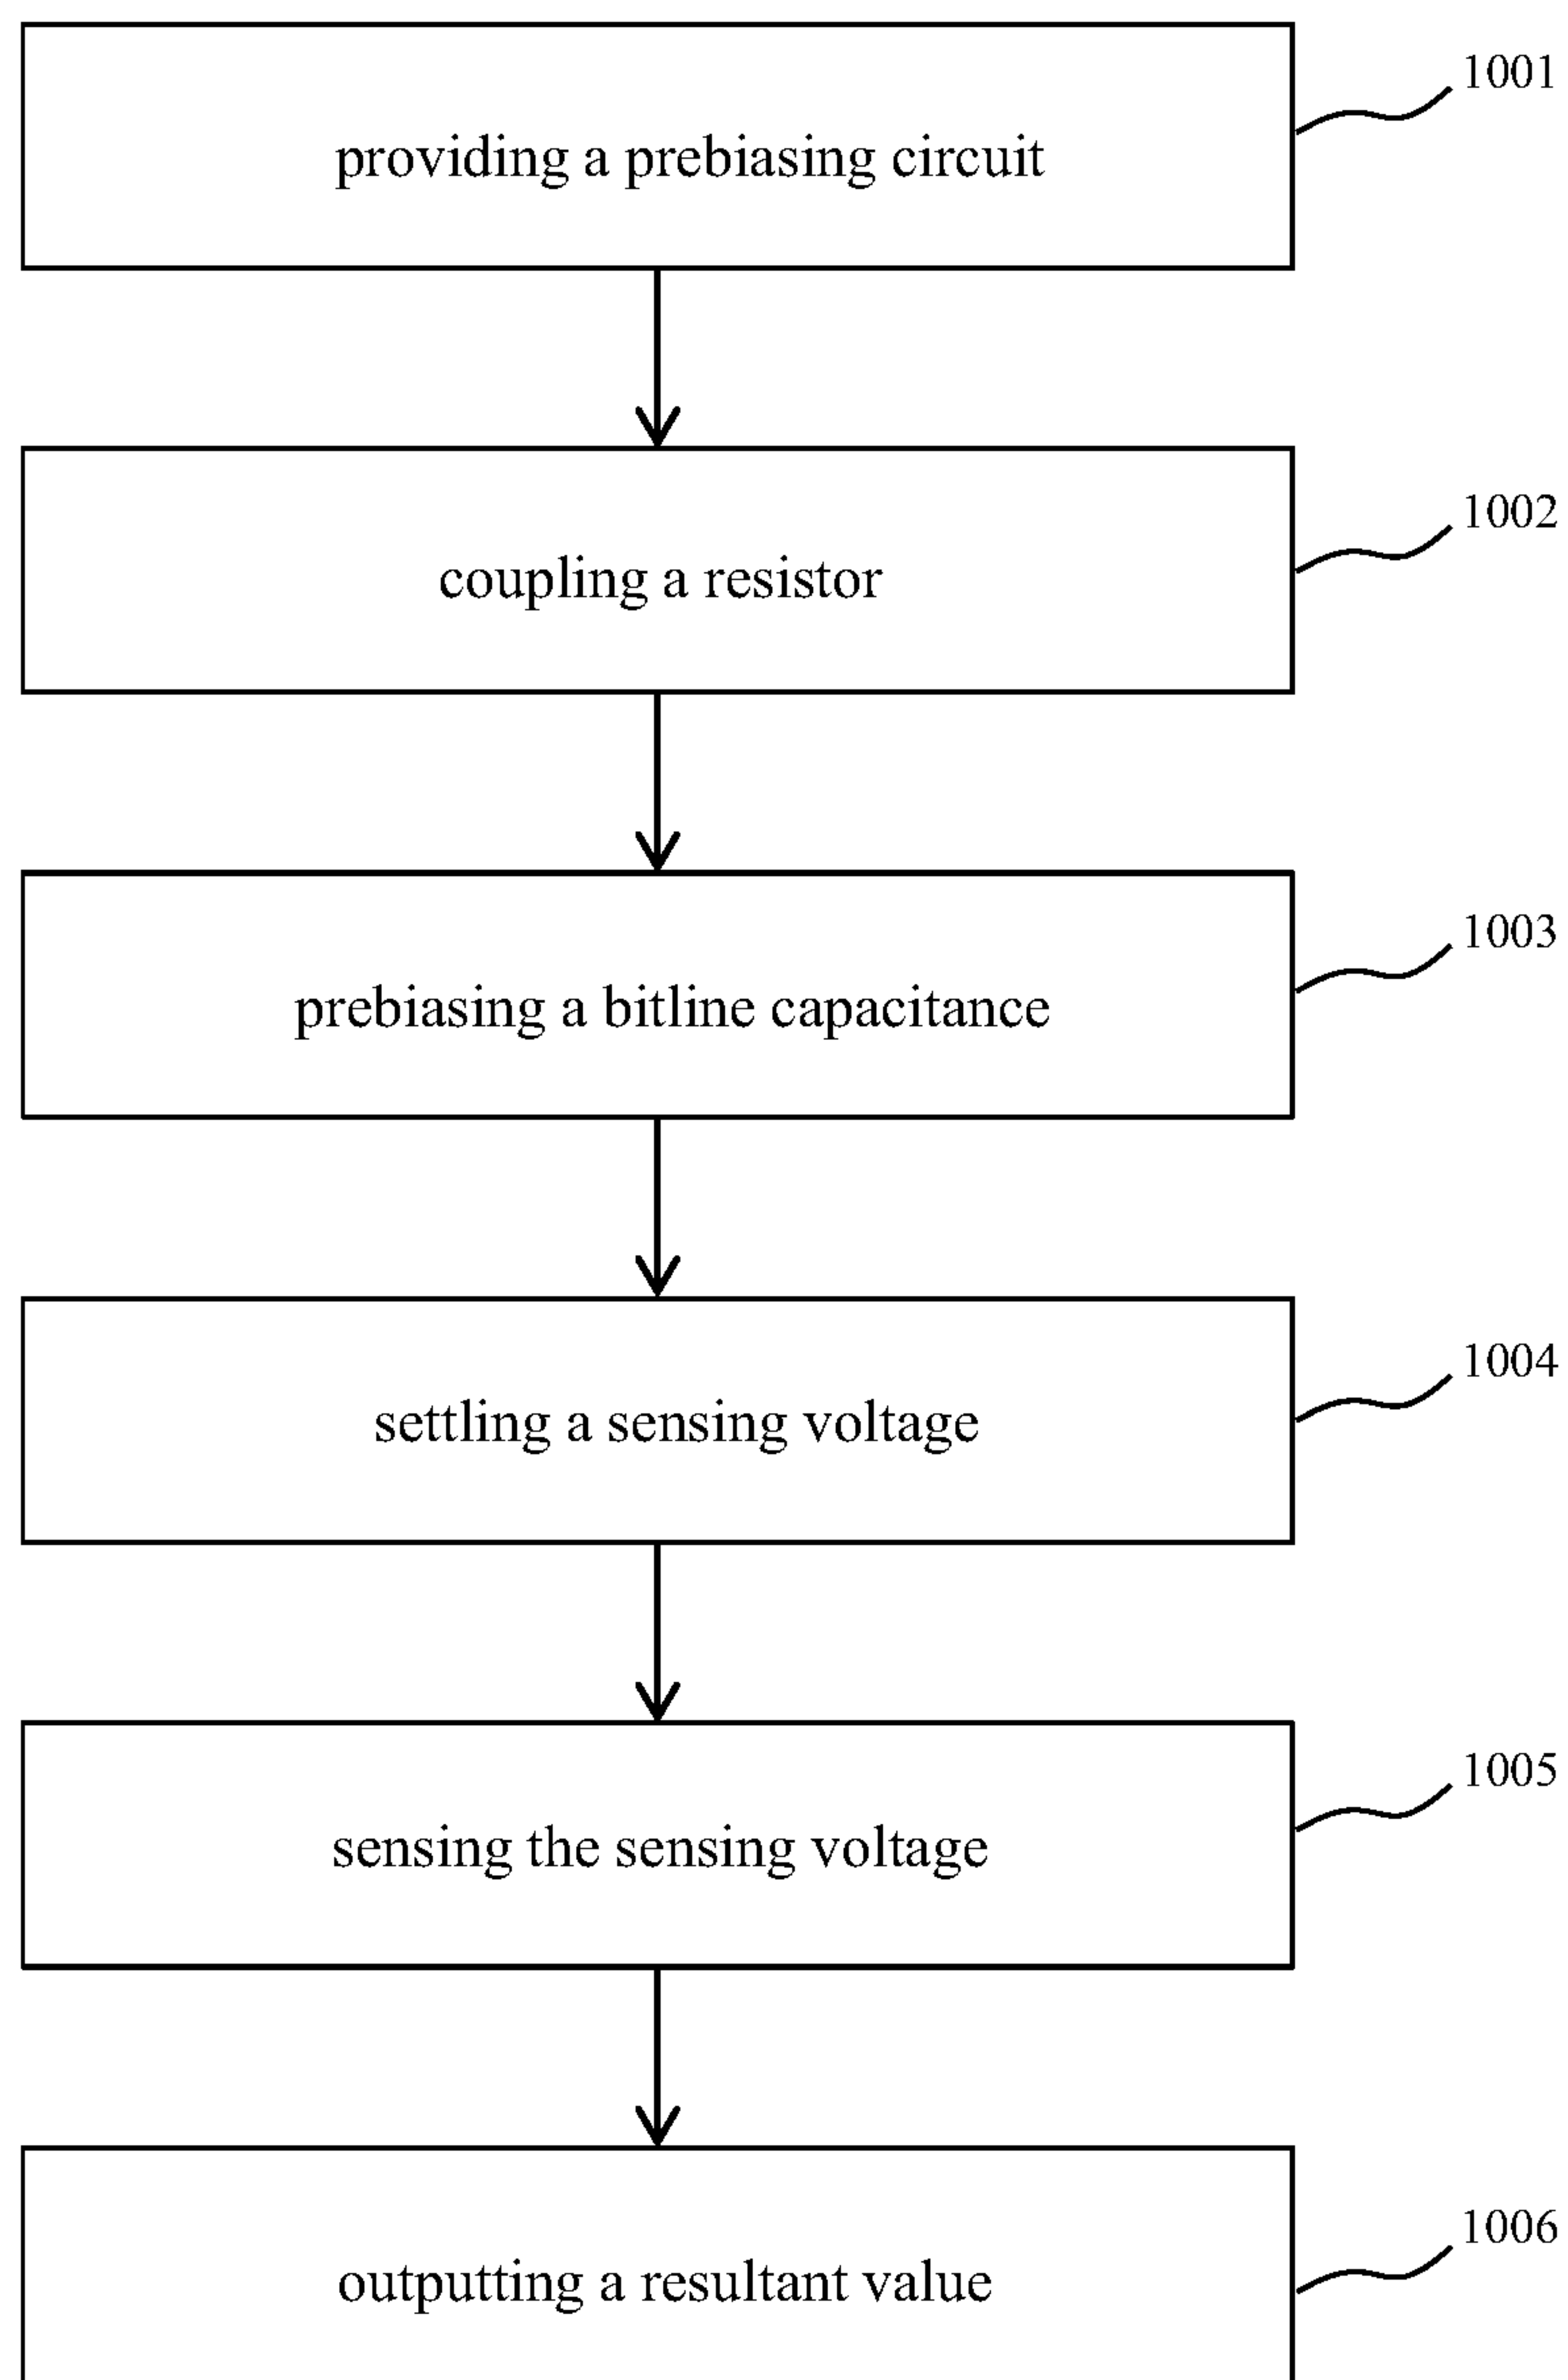 1001
providing a prebiasing circuit
1002
coupling a resistor
1003
prebiasing a bitline capacitance
1004
settling a sensing voltage
1005
sensing the sensing voltage
1006
outputting a resultant value